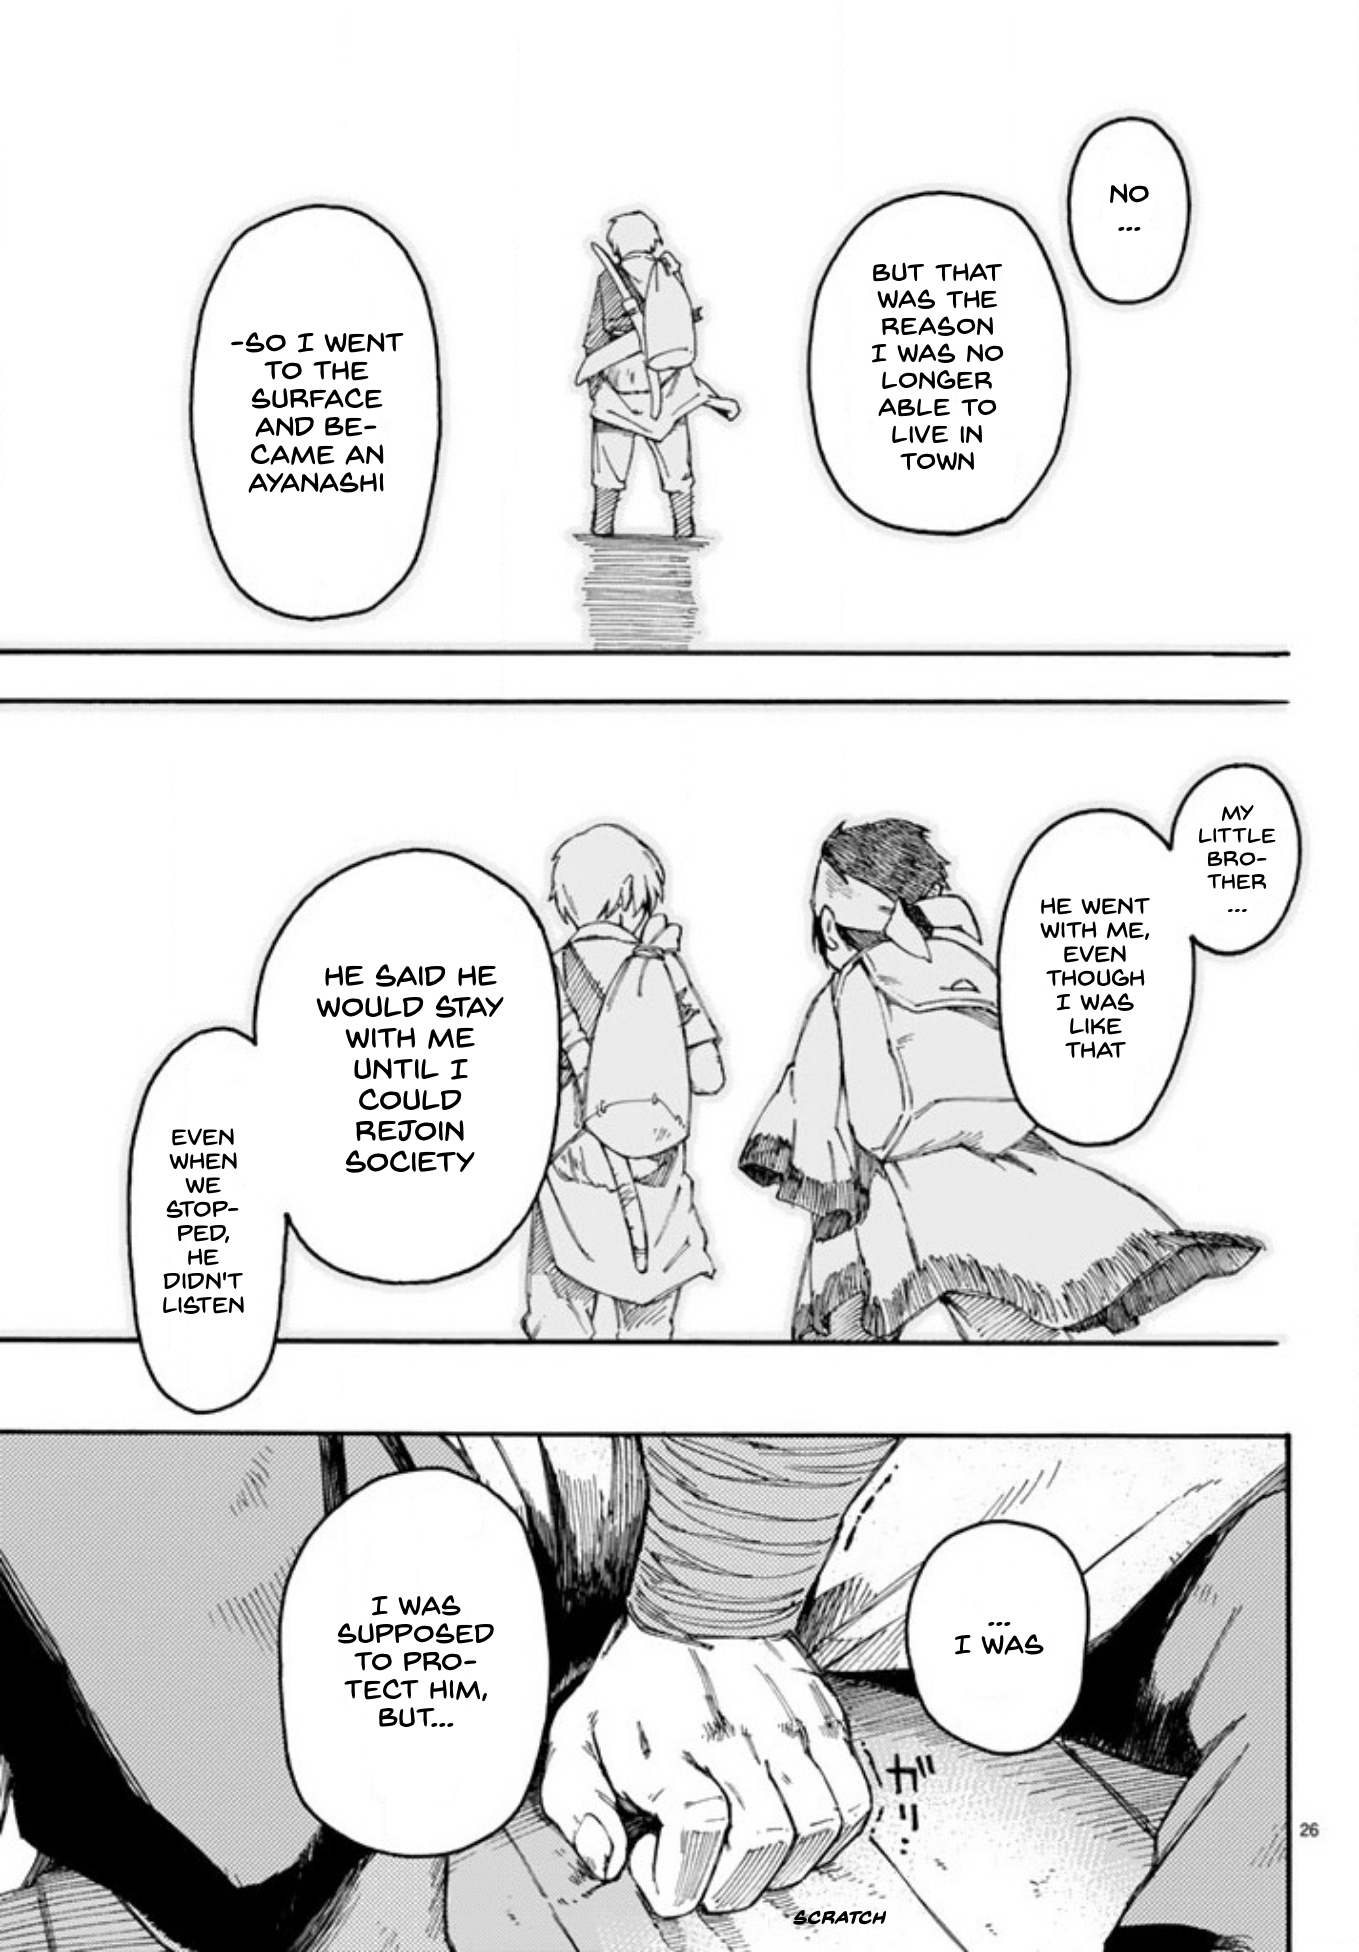 NO
...
BUT THAT
WAS THE
REASON
I WAS NO
LONGER
ABLE TO
LIVE IN
TOWN
-SO I WENT
TO THE
SURFACE
AND BE-
CAME AN
AYANASHI
MY
LITTLE
BRO-
THER
...
HE WENT
WITH ME,
EVEN
THOUGH
I WAS
LIKE
THAT
HE SAID HE
WOULD STAY
WITH ME
UNTIL I
COULD
REJOIN
SOCIETY
EVEN
WHEN
WE
STOP-
PED,
HE
DIDN'T
LISTEN
...
I WAS
I WAS
SUPPOSED
TO PRO-
TECT HIM,
BUT...
ギリ..
SCRATCH
26